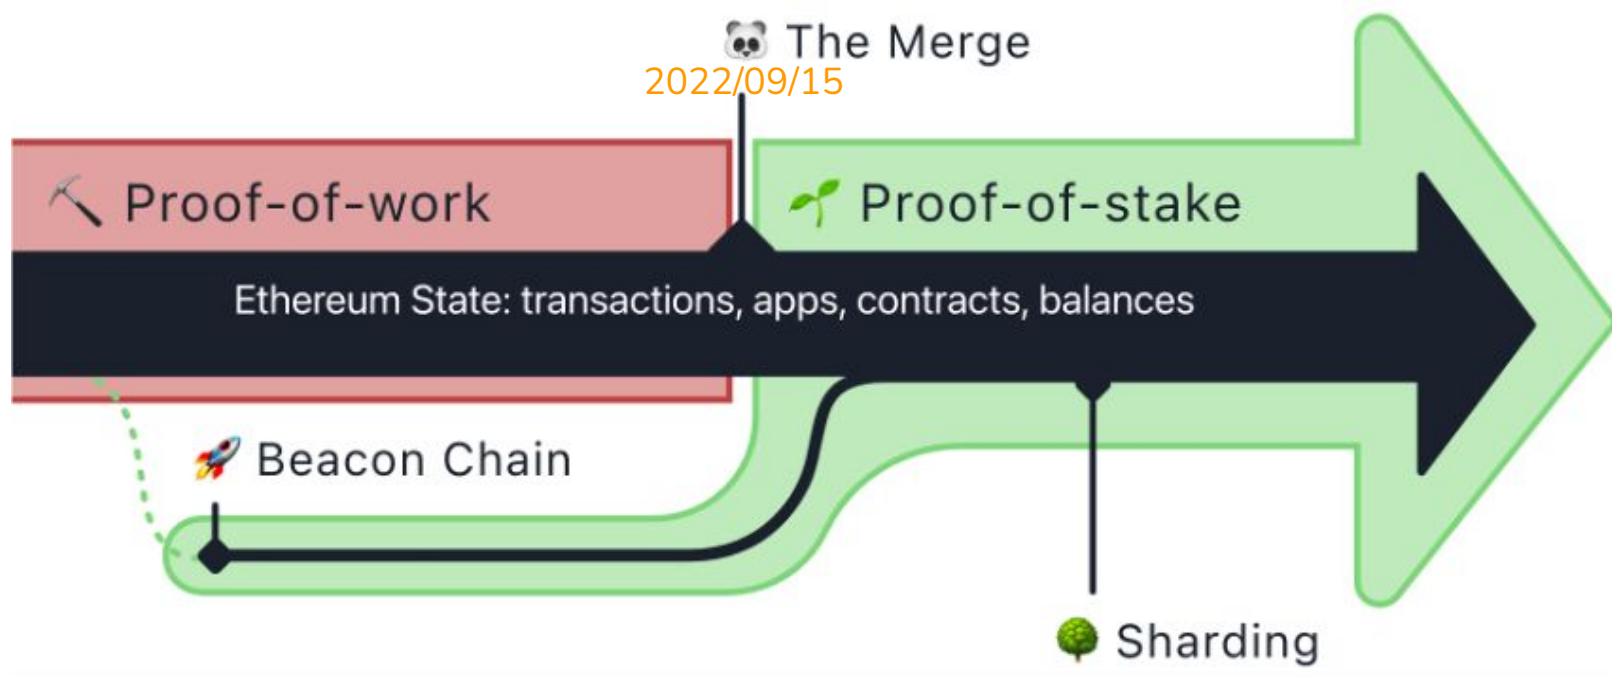 The Merge
2022/09/15
Proof-of-work
Proof-of-stake
Ethereum State: transactions, apps, contracts, balances
Beacon Chain
Sharding